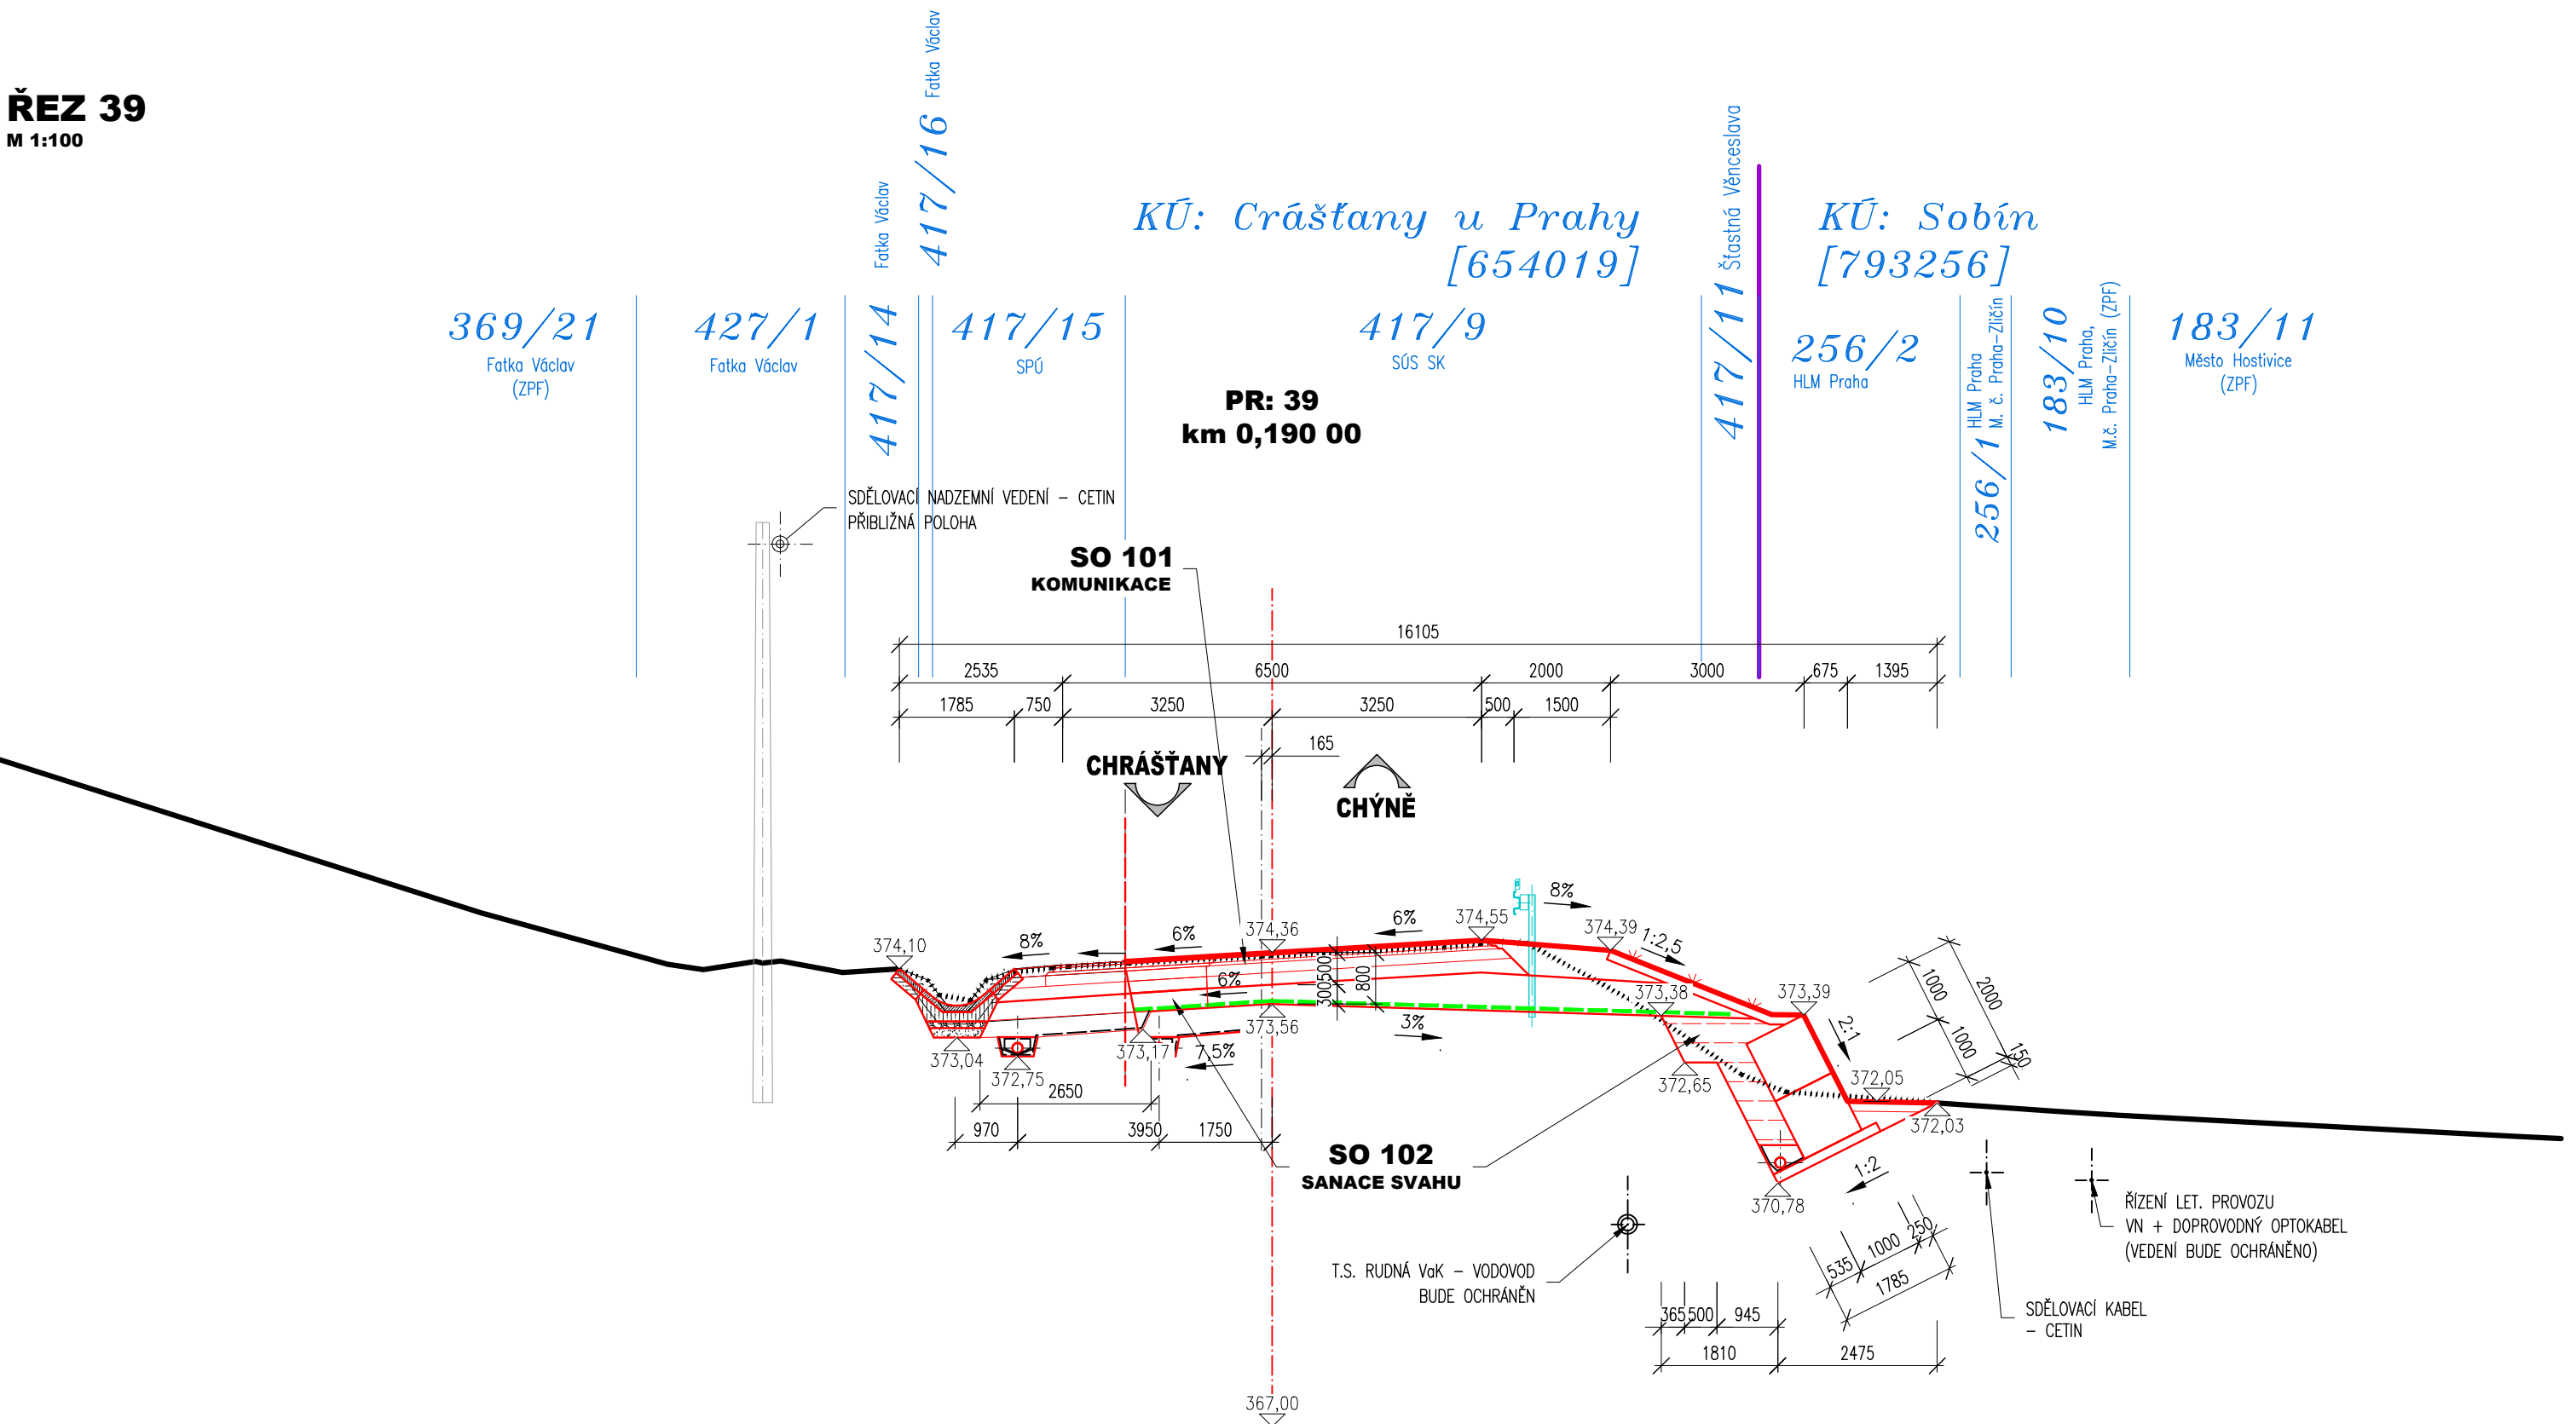 ŘEZ 39
M 1:100
369/21
Fatka Václav
(ZPF)
427/1
Fatka Václav
417/14 Fatka Václav
417/16 Fatka Václav
417/15
SPÚ
KÚ: Crášťany u Prahy
[654019]
417/9
SÚS SK
417/11 Šťastná Věnceslava
KÚ: Sobín
[793256]
256/2
HLM Praha
256/1 HLM Praha
M. č. Praha-Zličín
183/10
HLM Praha,
M.č. Praha-Zličín (ZPF)
183/11
Město Hostivice
(ZPF)
PR: 39
km 0,190 00
SDĚLOVACÍ NADZEMNÍ VEDENÍ - CETIN
PŘIBLIŽNÁ POLOHA
SO 101
KOMUNIKACE
16105
2535
6500
2000
3000
675
1395
1785
750
3250
3250
500
1500
165
CHRÁŠŤANY
CHÝNĚ
374,10
8%
6%
374,36
6%
374,55
8%
374,39
1:2,5
6%
300
500
800
373,38
373,39
2:1
1000
2000
1000
150
373,04
372,75
373,17
7,5%
373,56
3%
372,65
372,05
372,03
2650
970
3950
1750
SO 102
SANACE SVAHU
370,78
1:2
T.S. RUDNÁ VaK - VODOVOD
BUDE OCHRÁNĚN
535
1000
250
1785
ŘÍZENÍ LET. PROVOZU
VN + DOPROVODNÝ OPTOKABEL
(VEDENÍ BUDE OCHRÁNĚNO)
SDĚLOVACÍ KABEL
- CETIN
365
500
945
1810
2475
367,00